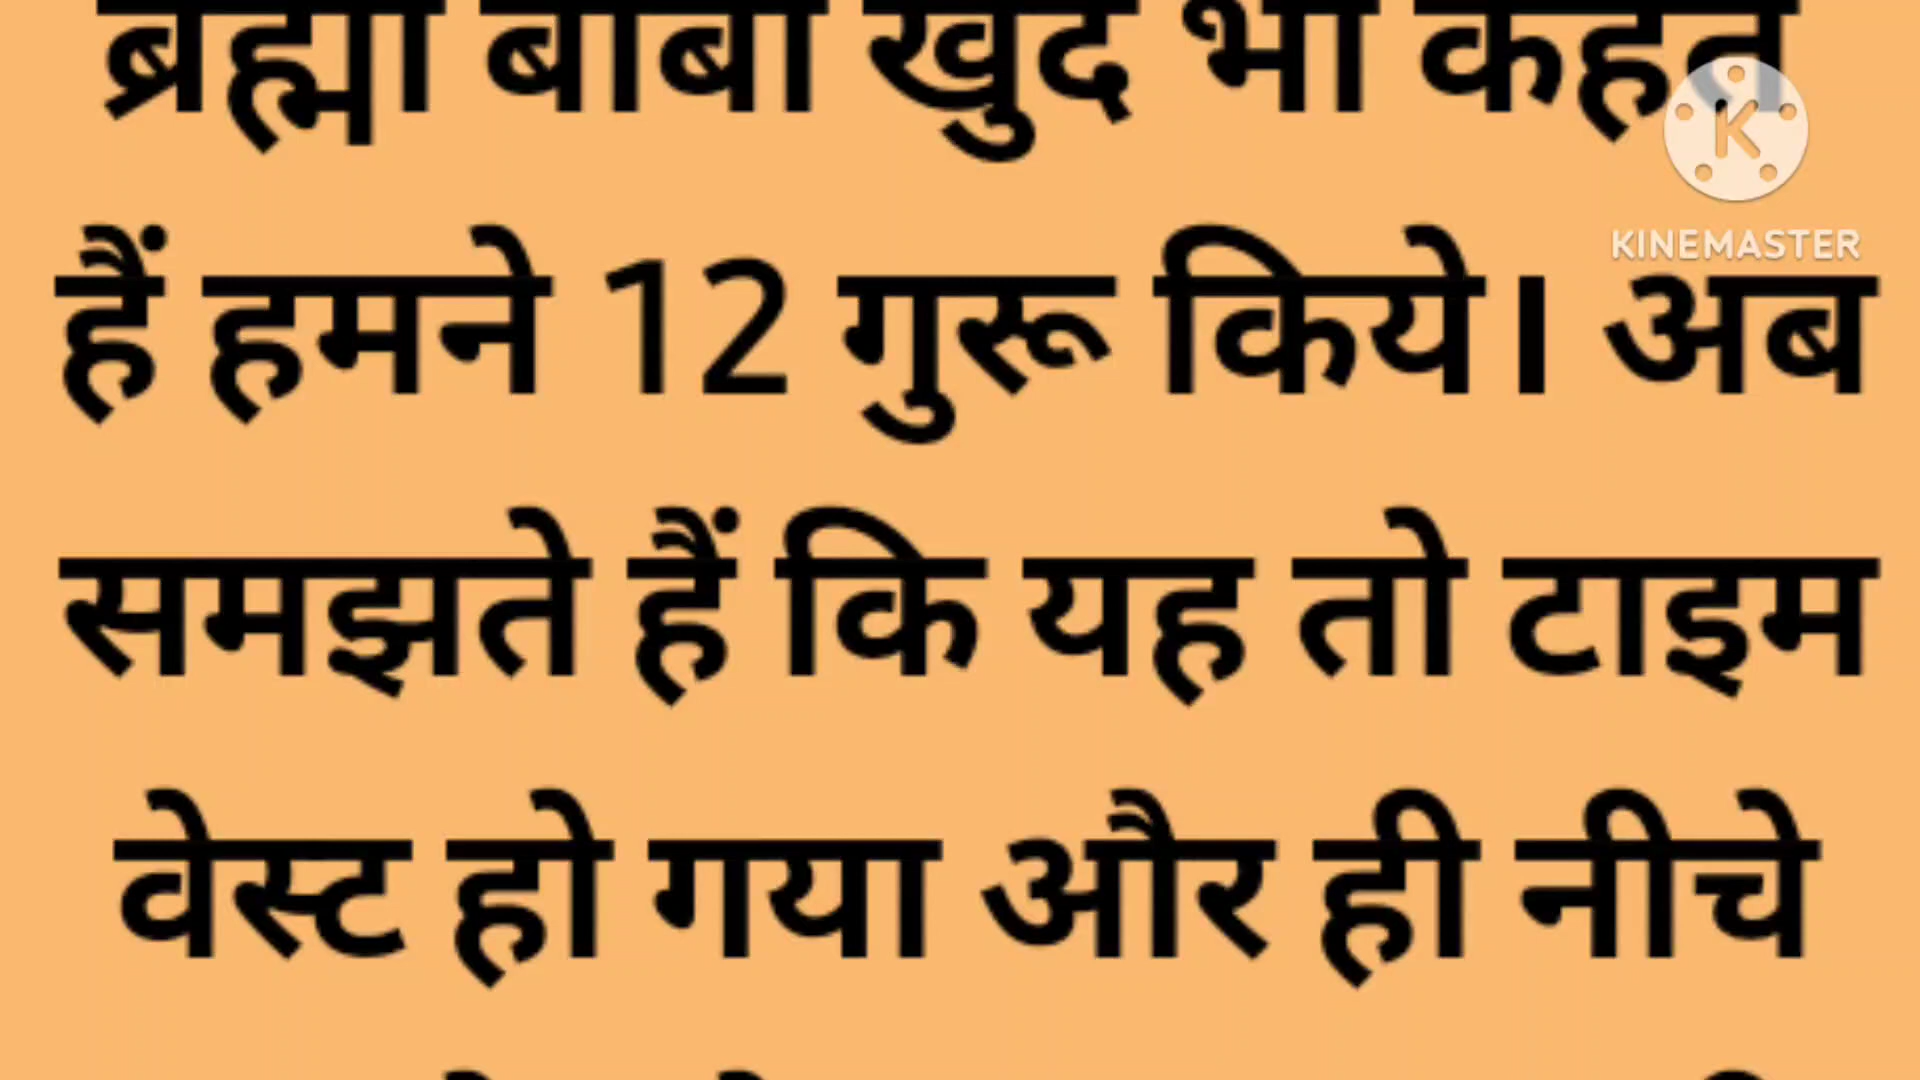 ब्रह्मा बाबा खुद भी कहते
KINEMASTER
हैं हमने 12 गुरू किये। अब
समझते हैं कि यह तो टाइम
वेस्ट हो गया और ही नीचे